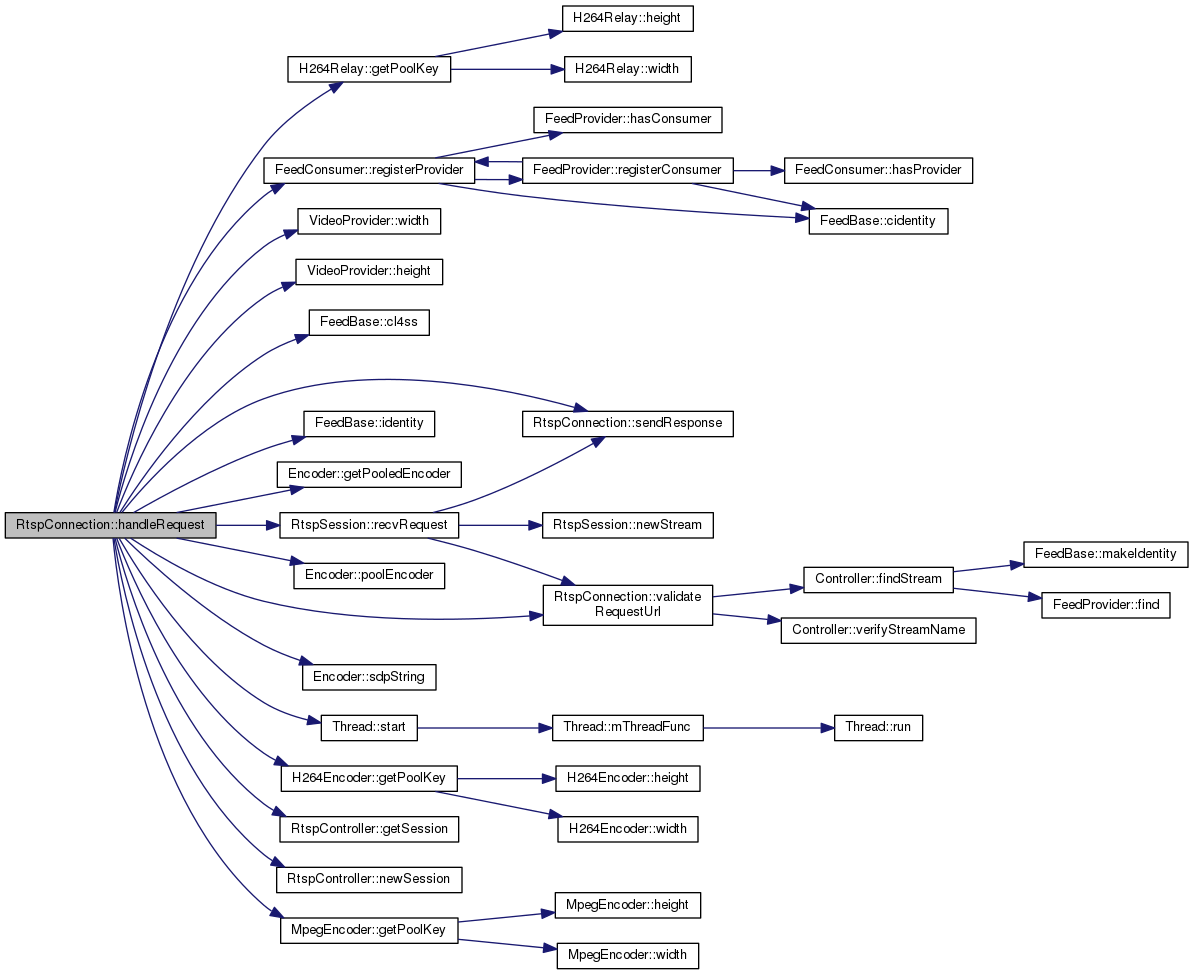 H264Relay::height
H264Relay::getPoolKey
H264Relay::width
FeedProvider::hasConsumer
FeedConsumer::registerProvider
FeedProvider::registerConsumer
FeedConsumer::hasProvider
VideoProvider::width
FeedBase::cidentity
VideoProvider::height
FeedBase::cl4ss
FeedBase::identity
RtspConnection::sendResponse
Encoder::getPooledEncoder
RtspConnection::handleRequest
RtspSession::recvRequest
RtspSession::newStream
FeedBase::makeIdentity
Encoder::poolEncoder
Controller::findStream
RtspConnection::validate
RequestUrl
FeedProvider::find
Controller::verifyStreamName
Encoder::sdpString
Thread::start
Thread::mThreadFunc
Thread::run
H264Encoder::getPoolKey
H264Encoder::height
RtspController::getSession
H264Encoder::width
RtspController::newSession
MpegEncoder::height
MpegEncoder::getPoolKey
MpegEncoder::width